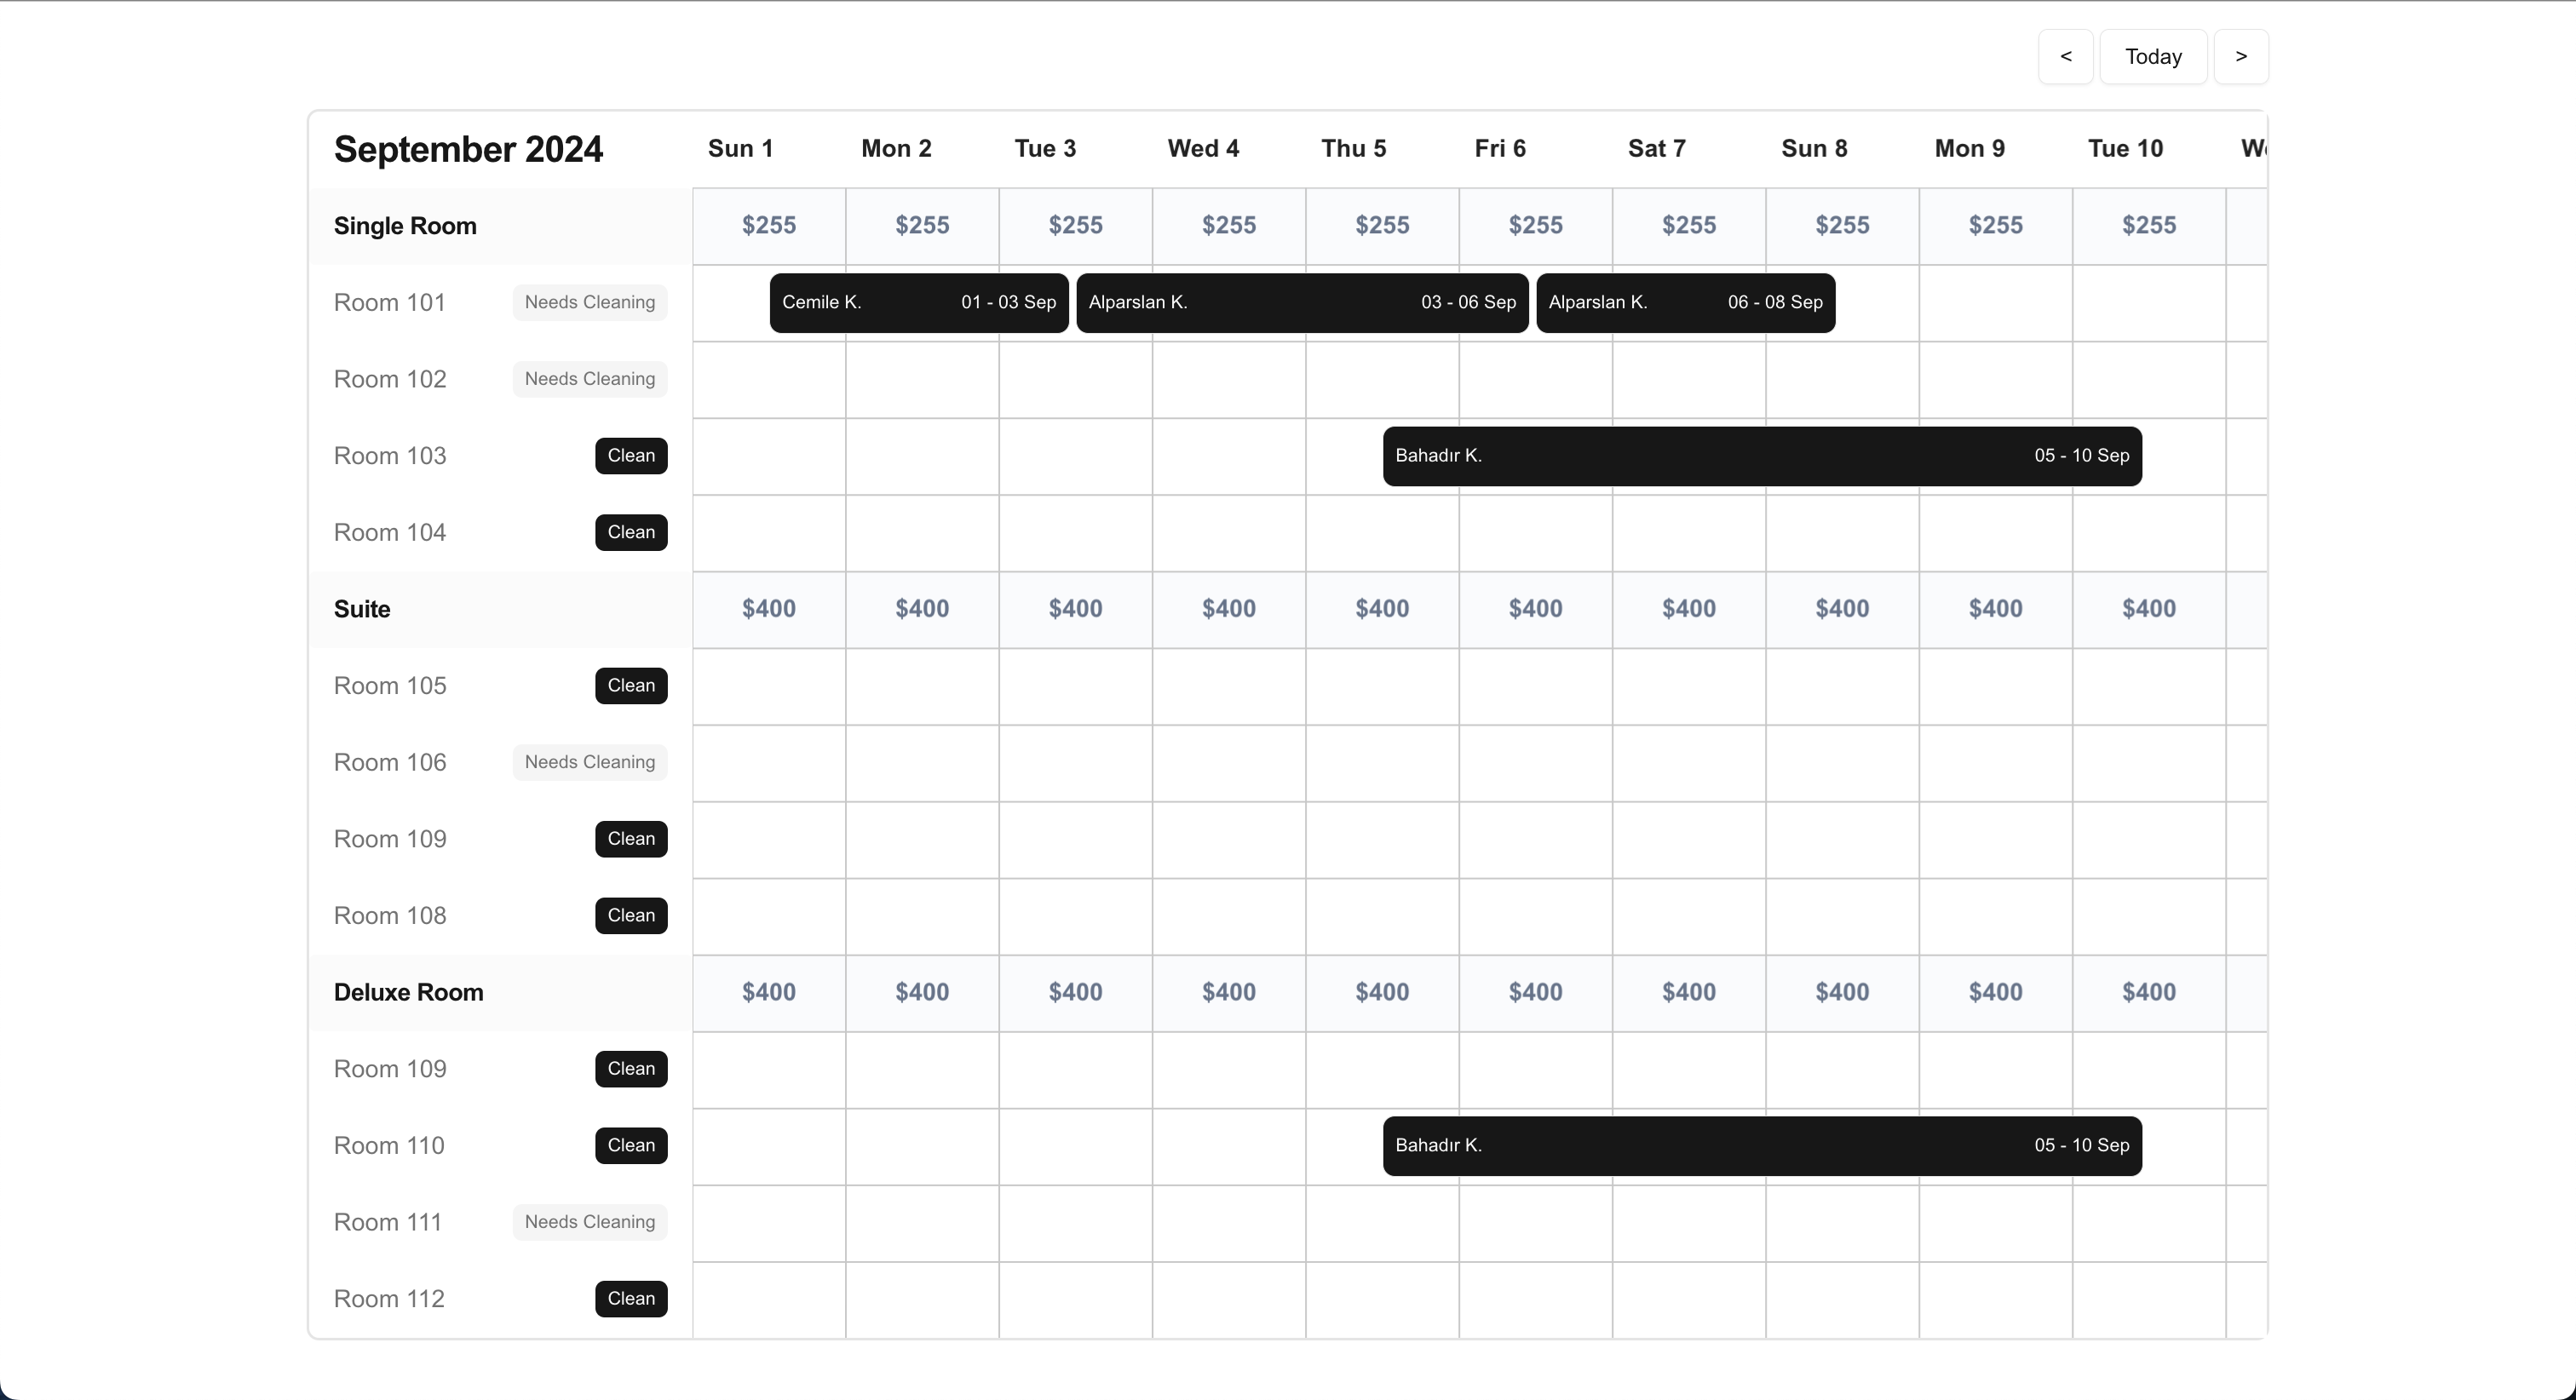 < Today >
September 2024 Sun 1 Mon 2 Tue 3 Wed 4 Thu 5 Fri 6 Sat 7 Sun 8 Mon 9 Tue 10
Single Room $255 $255 $255 $255 $255 $255 $255 $255 $255 $255
Room 101 Needs Cleaning Cemile K. 01 - 03 Sep Alparslan K. 03 - 06 Sep Alparslan K. 06 - 08 Sep
Room 102 Needs Cleaning
Room 103 Clean Bahadır K. 05 - 10 Sep
Room 104 Clean
Suite $400 $400 $400 $400 $400 $400 $400 $400 $400 $400
Room 105 Clean
Room 106 Needs Cleaning
Room 109 Clean
Room 108 Clean
Deluxe Room $400 $400 $400 $400 $400 $400 $400 $400 $400 $400
Room 109 Clean
Room 110 Clean Bahadır K. 05 - 10 Sep
Room 111 Needs Cleaning
Room 112 Clean